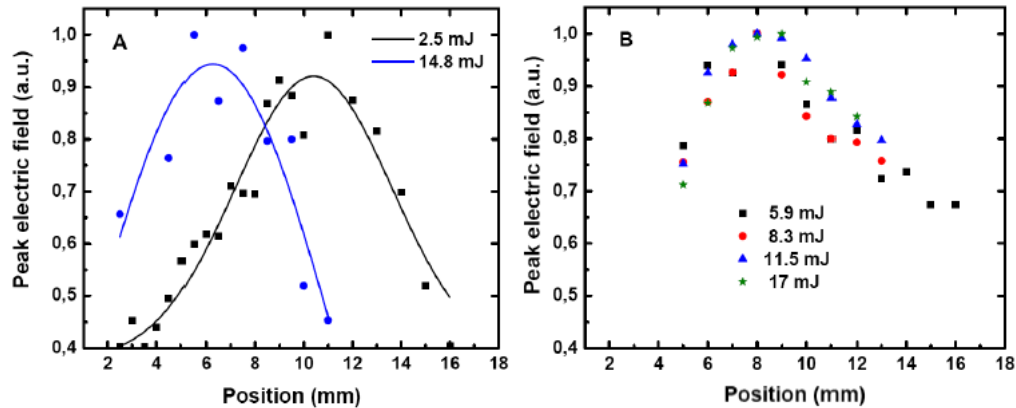 A
2.5 mJ
14.8 mJ
1,0
0,9
0,8
0,7
0,6
0,5
0,4
Peak electric field (a.u.)
2 4 6 8 10 12 14 16 18
Position (mm)
B
1,0
0,9
0,8
0,7
0,6
0,5
0,4
Peak electric field (a.u.)
5.9 mJ
8.3 mJ
11.5 mJ
17 mJ
2 4 6 8 10 12 14 16 18
Position (mm)